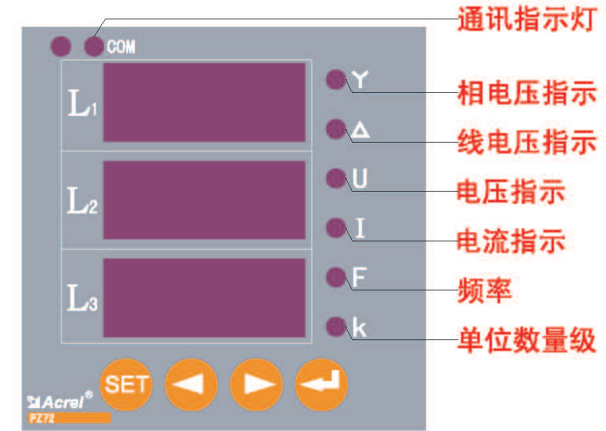 通讯指示灯
COM
L1
Y 相电压指示
Δ 线电压指示
L2
U 电压指示
I 电流指示
L3
F 频率
k 单位数量级
SET
Acrel®
PZ72